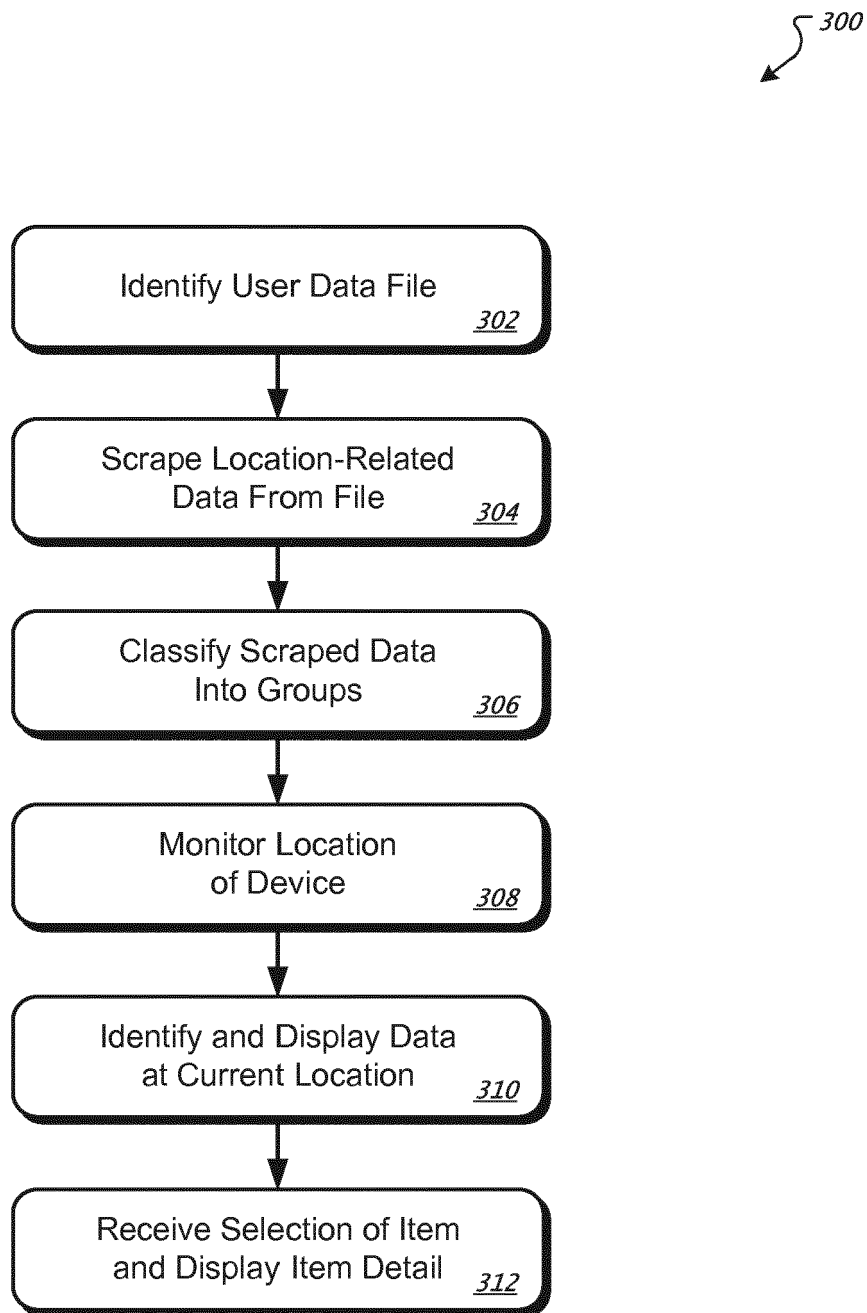 300
Identify User Data File
302
Scrape Location-Related
Data From File
304
Classify Scraped Data
Into Groups
306
Monitor Location
of Device
308
Identify and Display Data
at Current Location
310
Receive Selection of Item
and Display Item Detail
312